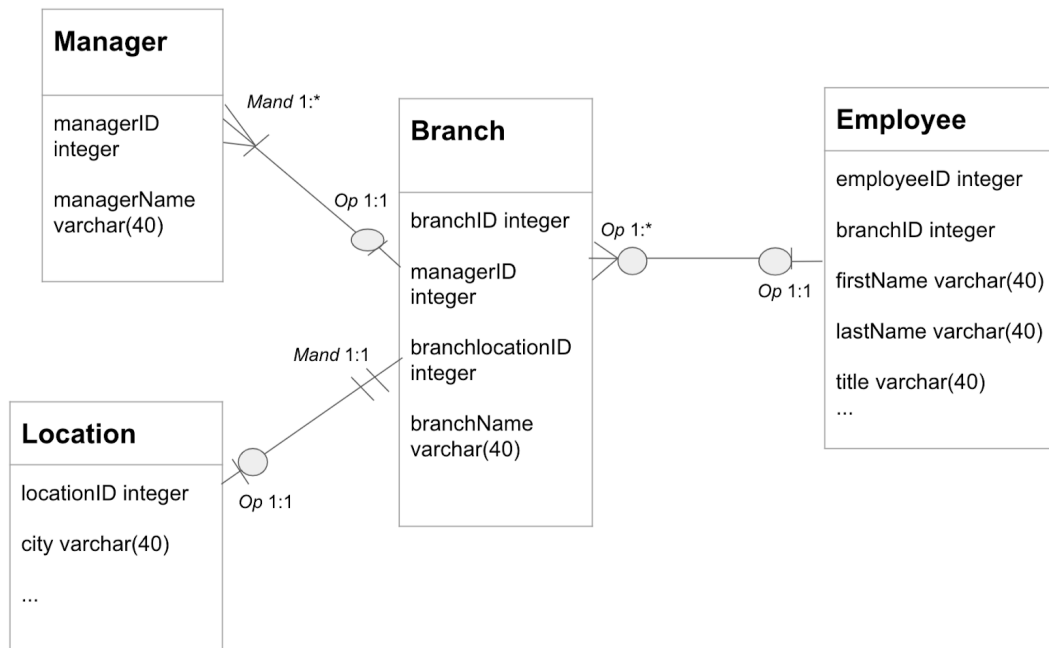 Manager
managerID
integer
managerName
varchar(40)
Mand 1:*
Op 1:1
Branch
branchID integer
managerID
integer
branchlocationID
integer
branchName
varchar(40)
Op 1:*
Op 1:1
Employee
employeeID integer
branchID integer
firstName varchar(40)
lastName varchar(40)
title varchar(40)
...
Mand 1:1
Op 1:1
Location
locationID integer
city varchar(40)
...